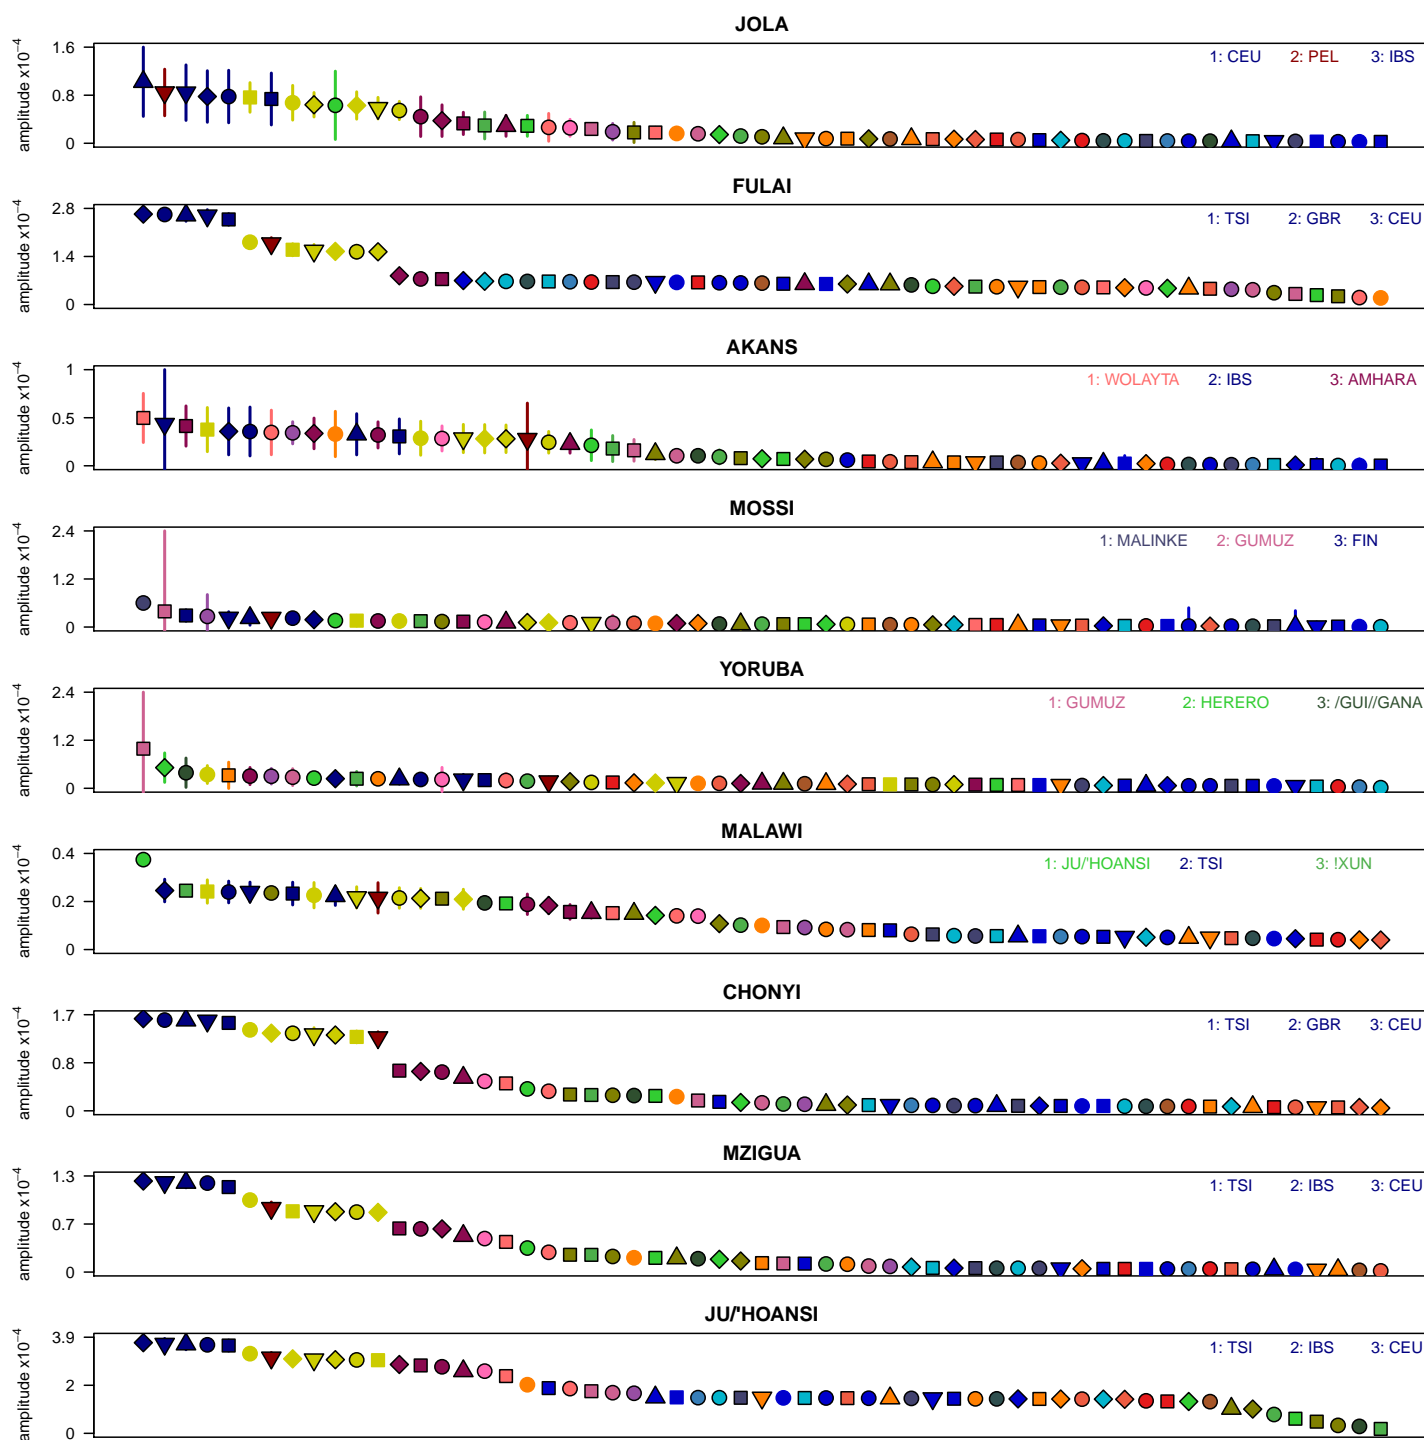 JOLA
amplitude x10⁻⁴
1.6
0.8
0
1: CEU 2: PEL 3: IBS
FULAI
amplitude x10⁻⁴
2.8
1.4
0
1: TSI 2: GBR 3: CEU
AKANS
amplitude x10⁻⁴
1
0.5
0
1: WOLAYTA 2: IBS 3: AMHARA
MOSSI
amplitude x10⁻⁴
2.4
1.2
0
1: MALINKE 2: GUMUZ 3: FIN
YORUBA
amplitude x10⁻⁴
2.4
1.2
0
1: GUMUZ 2: HERERO 3: /GUI//GANA
MALAWI
amplitude x10⁻⁴
0.4
0.2
0
1: JU/'HOANSI 2: TSI 3: !XUN
CHONYI
amplitude x10⁻⁴
1.7
0.8
0
1: TSI 2: GBR 3: CEU
MZIGUA
amplitude x10⁻⁴
1.3
0.7
0
1: TSI 2: IBS 3: CEU
JU/'HOANSI
amplitude x10⁻⁴
3.9
2
0
1: TSI 2: IBS 3: CEU